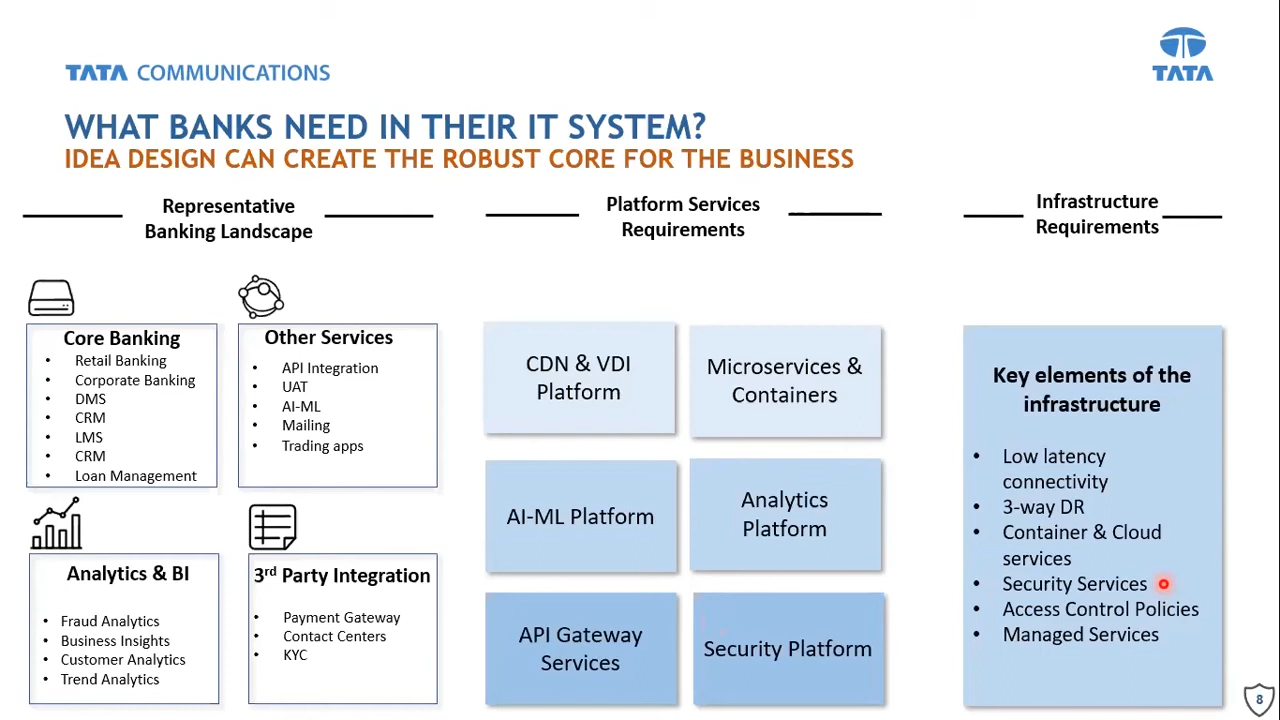 TATA COMMUNICATIONS
TATA
WHAT BANKS NEED IN THEIR IT SYSTEM?
IDEA DESIGN CAN CREATE THE ROBUST CORE FOR THE BUSINESS
Representative
Banking Landscape
Platform Services
Requirements
Infrastructure
Requirements
Core Banking
• Retail Banking
• Corporate Banking
• DMS
• CRM
• LMS
• CRM
• Loan Management
Other Services
• API Integration
• UAT
• AI-ML
• Mailing
• Trading apps
Analytics & BI
• Fraud Analytics
• Business Insights
• Customer Analytics
• Trend Analytics
3rd Party Integration
• Payment Gateway
• Contact Centers
• KYC
CDN & VDI
Platform
Microservices &
Containers
AI-ML Platform
Analytics
Platform
API Gateway
Services
Security Platform
Key elements of the
infrastructure
• Low latency
connectivity
• 3-way DR
• Container & Cloud
services
• Security Services
• Access Control Policies
• Managed Services
8